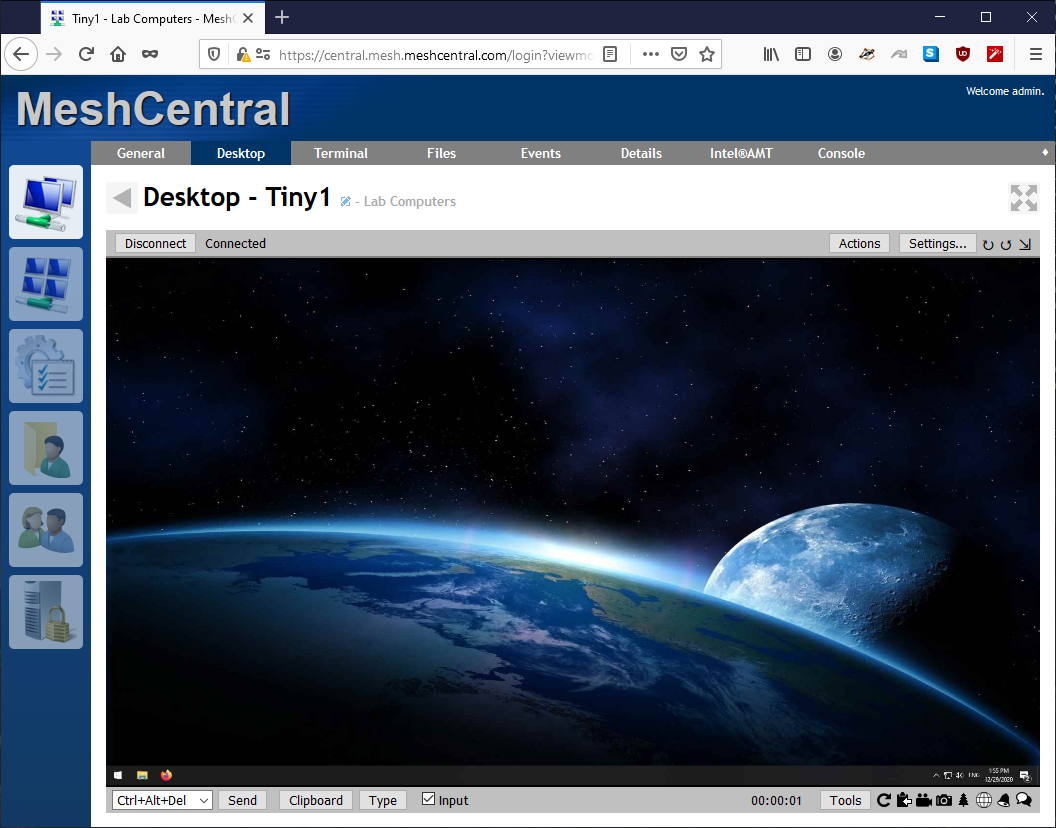 Tiny1 - Lab Computers - MeshC
https://central.mesh.meshcentral.com/login?viewmo
MeshCentral
Welcome admin.
General Desktop Terminal Files Events Details Intel®AMT Console
Desktop - Tiny1 - Lab Computers
Disconnect Connected Actions Settings...
ENG 1:55 PM
12/29/2020
Ctrl+Alt+Del Send Clipboard Type Input 00:00:01 Tools